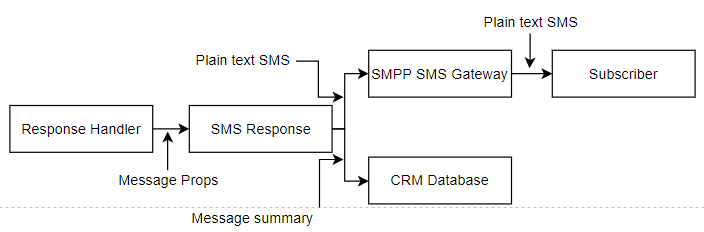 Plain text SMS
Plain text SMS
SMPP SMS Gateway
Subscriber
Response Handler
SMS Response
Message Props
CRM Database
Message summary